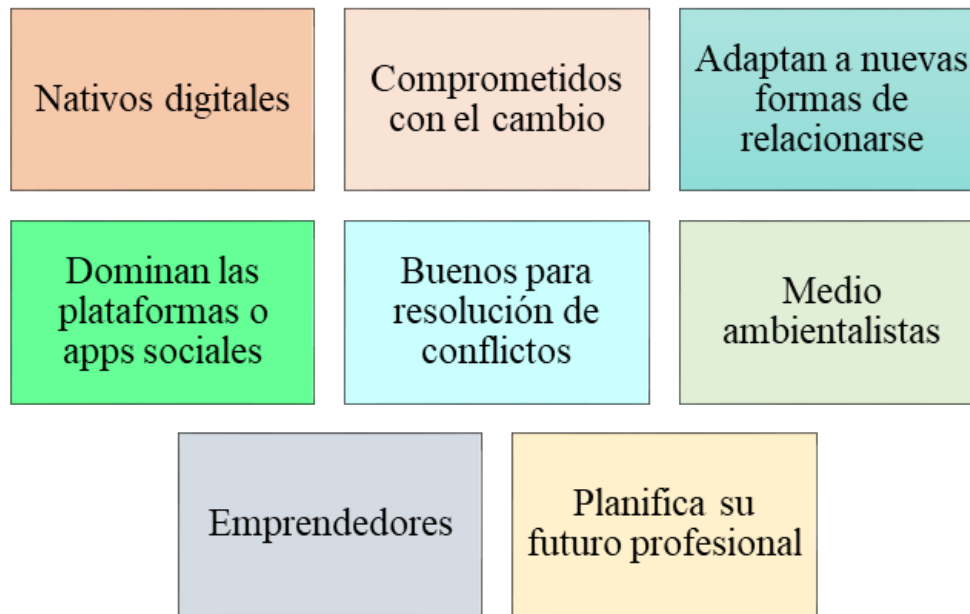 Nativos digitales
Comprometidos
con el cambio
Adaptan a nuevas
formas de
relacionarse
Dominan las
plataformas o
apps sociales
Buenos para
resolución de
conflictos
Medio
ambientalistas
Emprendedores
Planifica su
futuro profesional